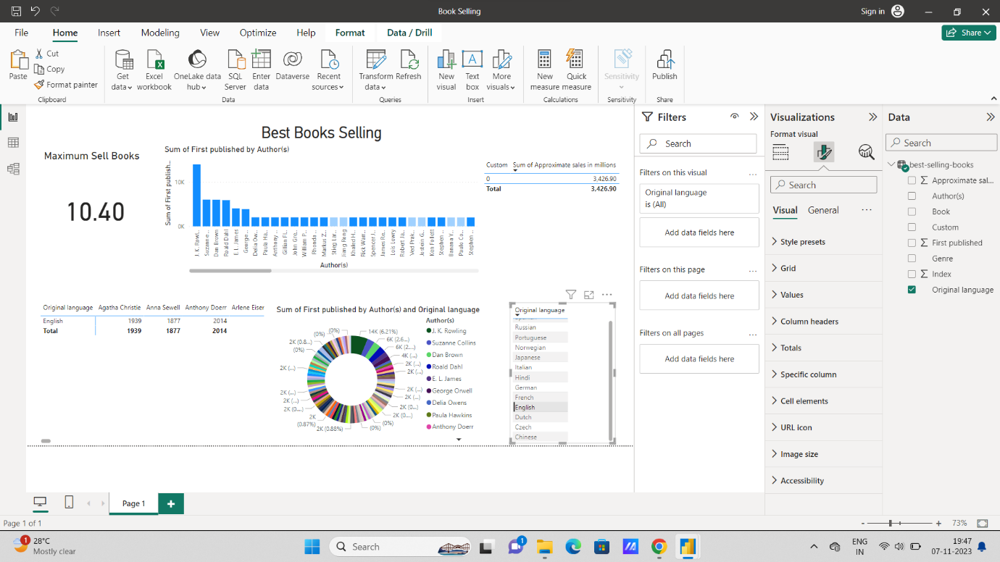 Book Selling
Sign in
File Home Insert Modeling View Optimize Help Format Data / Drill
Share
Paste
Cut
Copy
Format painter
Clipboard
Get data
Excel workbook
OneLake data hub
SQL Server
Enter data
Dataverse
Recent sources
Data
Transform data
Refresh
Queries
New visual
Text box
More visuals
Insert
New measure
Quick measure
Calculations
Sensitivity
Sensitivity
Publish
Share
Best Books Selling
Maximum Sell Books
10.40
Sum of First published by Author(s)
Sum of First publish...
10K
0K
J. K. Rowl...
Suzanne...
Dan Brown
Roald Dahl
E. L. James
George...
Delia Ow...
Paula Ha...
Anthony...
Gillian Fl...
John Gre...
William P...
Rhonda...
Markus Z...
Stieg Lar...
Jiang Rong
Khaled H...
Rick Warr...
Spencer J...
James Re...
Lois Lowry
Robert Ja...
Ved Prak...
Jostein G...
Ken Follett
Stephen...
Banana Y...
Paulo Co...
Stephen...
Author(s)
Custom Sum of Approximate sales in millions
0 3,426.90
Total 3,426.90
Original language Agatha Christie Anna Sewell Anthony Doerr Arlene Eiser
English 1939 1877 2014
Total 1939 1877 2014
Sum of First published by Author(s) and Original language
14K (6.21%)
6K (2.6...)
6K (2...)
4K (...)
2K (...)
2K (...)
2K (...)
2K (...)
2K (0...)
2K (0....)
(0%)
(0%)
2K (0.88%)
2K
(0.87%)
2K (0....)
2K (...)
2K (...)
2K (...)
(0%)
2K (0.8...)
(0%)
(0%)
Author(s)
J. K. Rowling
Suzanne Collins
Dan Brown
Roald Dahl
E. L. James
George Orwell
Delia Owens
Paula Hawkins
Anthony Doerr
Original language
Spanish
Russian
Portuguese
Norwegian
Japanese
Italian
Hindi
German
French
English
Dutch
Czech
Chinese
Filters
Search
Filters on this visual
Original language
is (All)
Add data fields here
Filters on this page
Add data fields here
Filters on all pages
Add data fields here
Visualizations
Format visual
Search
Visual General
Style presets
Grid
Values
Column headers
Totals
Specific column
Cell elements
URL icon
Image size
Accessibility
Data
Search
best-selling-books
Approximate sal...
Author(s)
Book
Custom
First published
Genre
Index
Original language
Page 1
Page 1 of 1
- + 73%
1
28°C
Mostly clear
Search
1
ENG
IN
19:47
07-11-2023